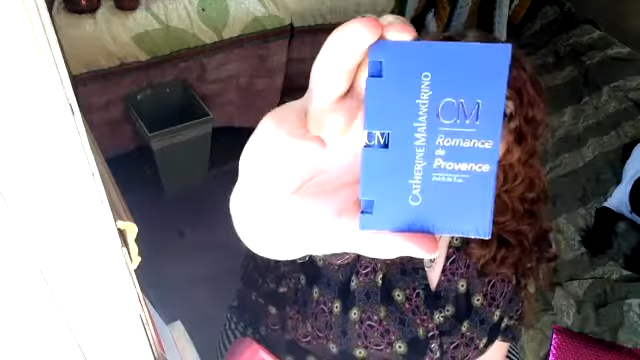 CM
CATHERINE MALANDRINO
CM
Romance
de
Provence